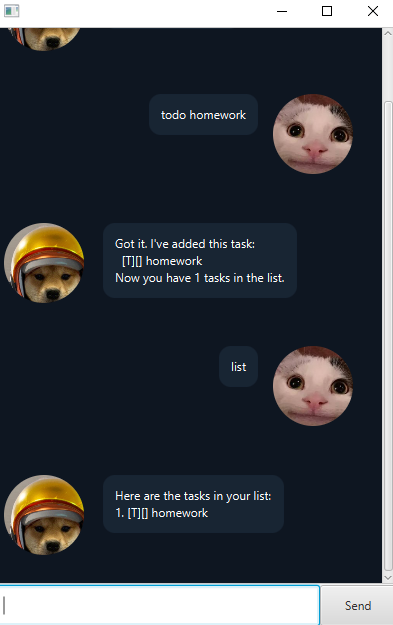 todo homework
Got it. I've added this task:
[T][] homework
Now you have 1 tasks in the list.
list
Here are the tasks in your list:
1. [T][] homework
Send